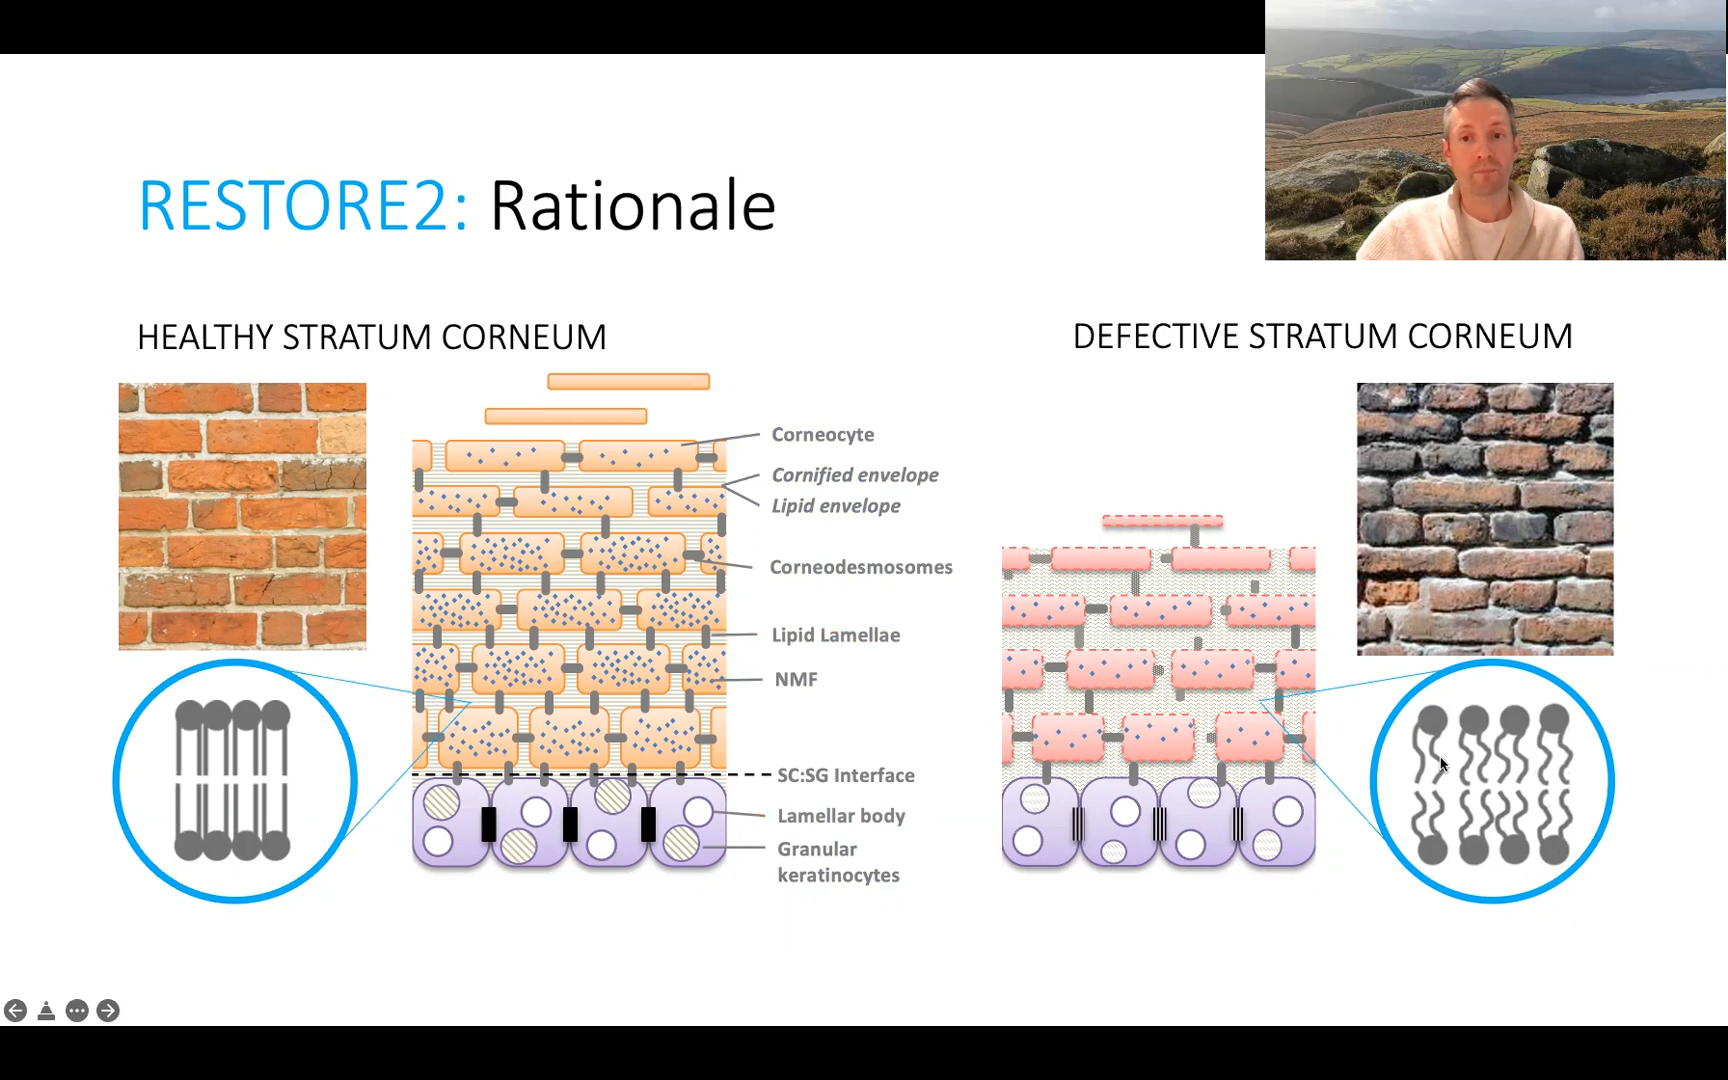 RESTORE2: Rationale
HEALTHY STRATUM CORNEUM
DEFECTIVE STRATUM CORNEUM
Corneocyte
Cornified envelope
Lipid envelope
Corneodesmosomes
Lipid Lamellae
NMF
SC:SG Interface
Lamellar body
Granular
keratinocytes